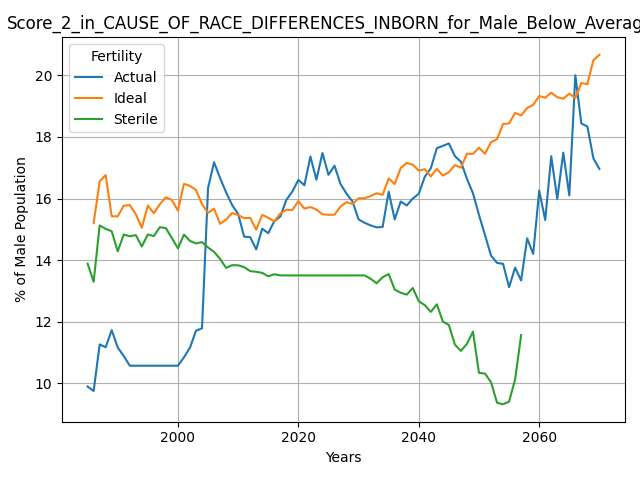 Score_2_in_CAUSE_OF_RACE_DIFFERENCES_INBORN_for_Male_Below_Averag
Fertility
Actual
Ideal
Sterile
% of Male Population
20
18
16
14
12
10
2000 2020 2040 2060
Years